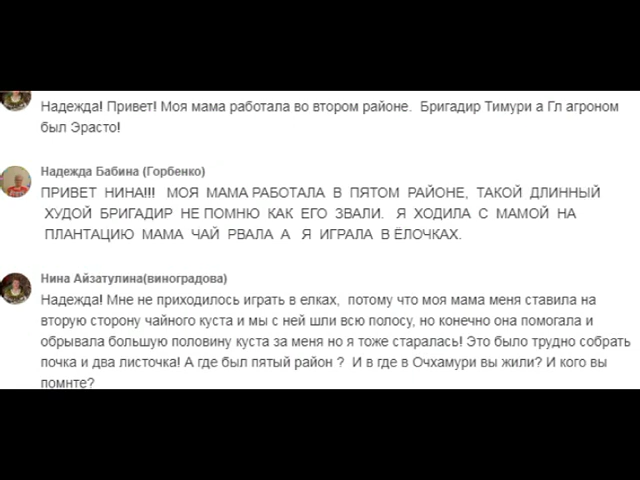 Надежда! Привет! Моя мама работала во втором районе. Бригадир Тимури а Гл агроном
был Эрасто!
Надежда Бабина (Горбенко)
ПРИВЕТ НИНА!!! МОЯ МАМА РАБОТАЛА В ПЯТОМ РАЙОНЕ, ТАКОЙ ДЛИННЫЙ
ХУДОЙ БРИГАДИР НЕ ПОМНЮ КАК ЕГО ЗВАЛИ. Я ХОДИЛА С МАМОЙ НА
ПЛАНТАЦИЮ МАМА ЧАЙ РВАЛА А Я ИГРАЛА В ЁЛОЧКАХ.
Нина Айзатулина(виноградова)
Надежда! Мне не приходилось играть в елках, потому что моя мама меня ставила на
вторую сторону чайного куста и мы с ней шли всю полосу, но конечно она помогала и
обрывала большую половину куста за меня но я тоже старалась! Это было трудно собрать
почка и два листочка! А где был пятый район ? И в где в Очхамури вы жили? И кого вы
помнте?